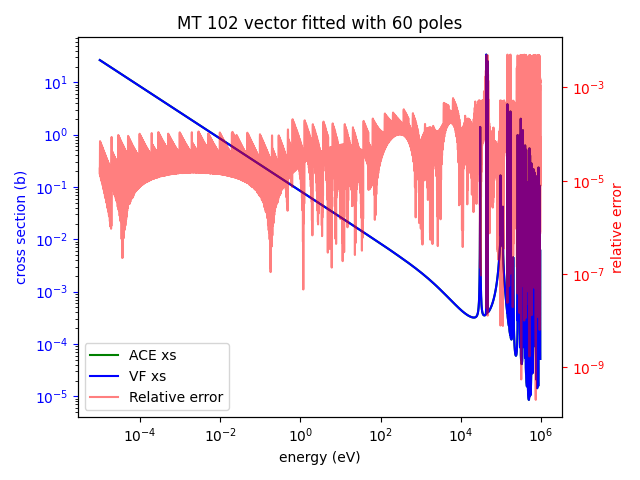 MT 102 vector fitted with 60 poles
cross section (b)
10¹
10⁰
10⁻¹
10⁻²
10⁻³
10⁻⁴
10⁻⁵
10⁻³
10⁻⁵
10⁻⁷
10⁻⁹
relative error
ACE xs
VF xs
Relative error
10⁻⁴
10⁻²
10⁰
10²
10⁴
10⁶
energy (eV)